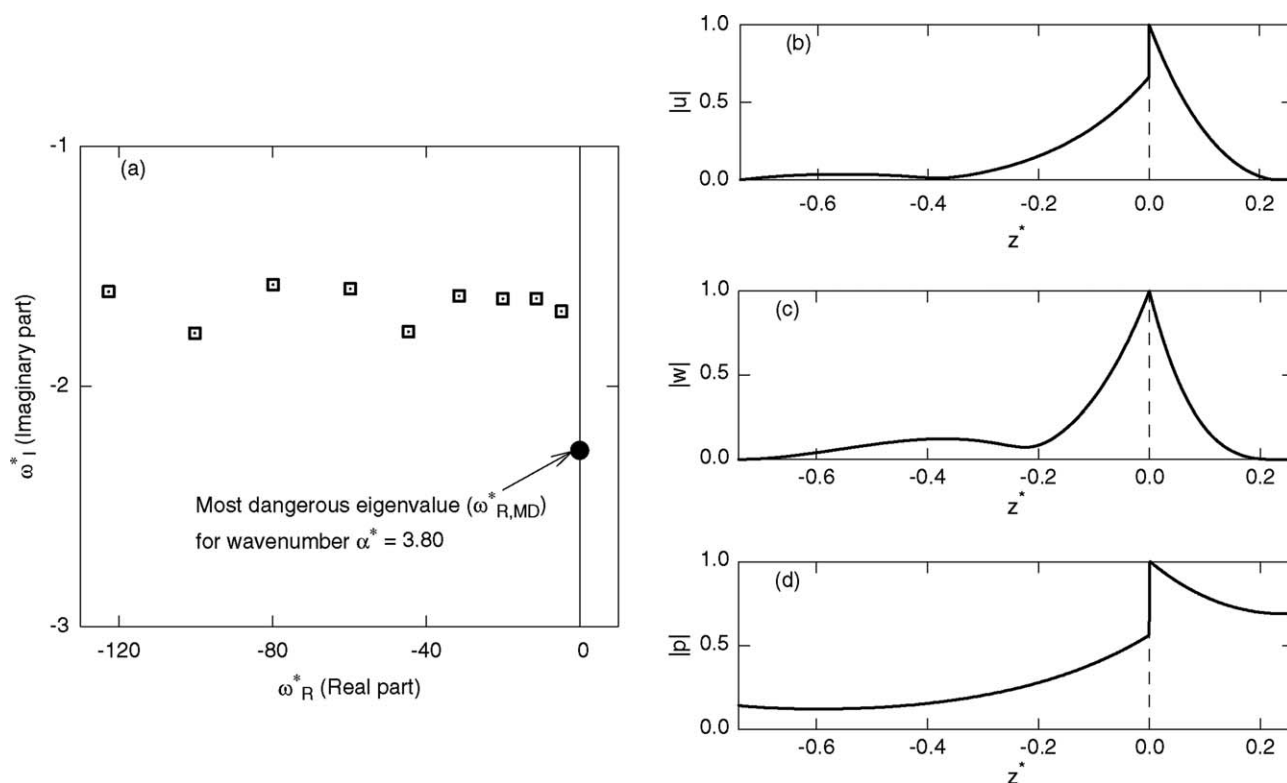 (a)
-1
-2
-3
ω*I (Imaginary part)
-120
-80
-40
0
ω*R (Real part)
Most dangerous eigenvalue (ω*R,MD)
for wavenumber α* = 3.80
(b)
1.0
0.5
0.0
|u|
-0.6
-0.4
-0.2
0.0
0.2
z*
(c)
1.0
0.5
0.0
|w|
-0.6
-0.4
-0.2
0.0
0.2
z*
(d)
1.0
0.5
0.0
|p|
-0.6
-0.4
-0.2
0.0
0.2
z*